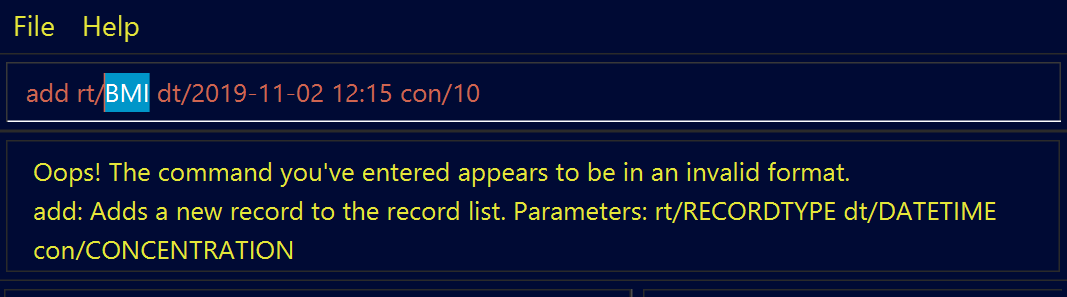 File Help
add rt/BMI dt/2019-11-02 12:15 con/10
Oops! The command you've entered appears to be in an invalid format.
add: Adds a new record to the record list. Parameters: rt/RECORDTYPE dt/DATETIME
con/CONCENTRATION